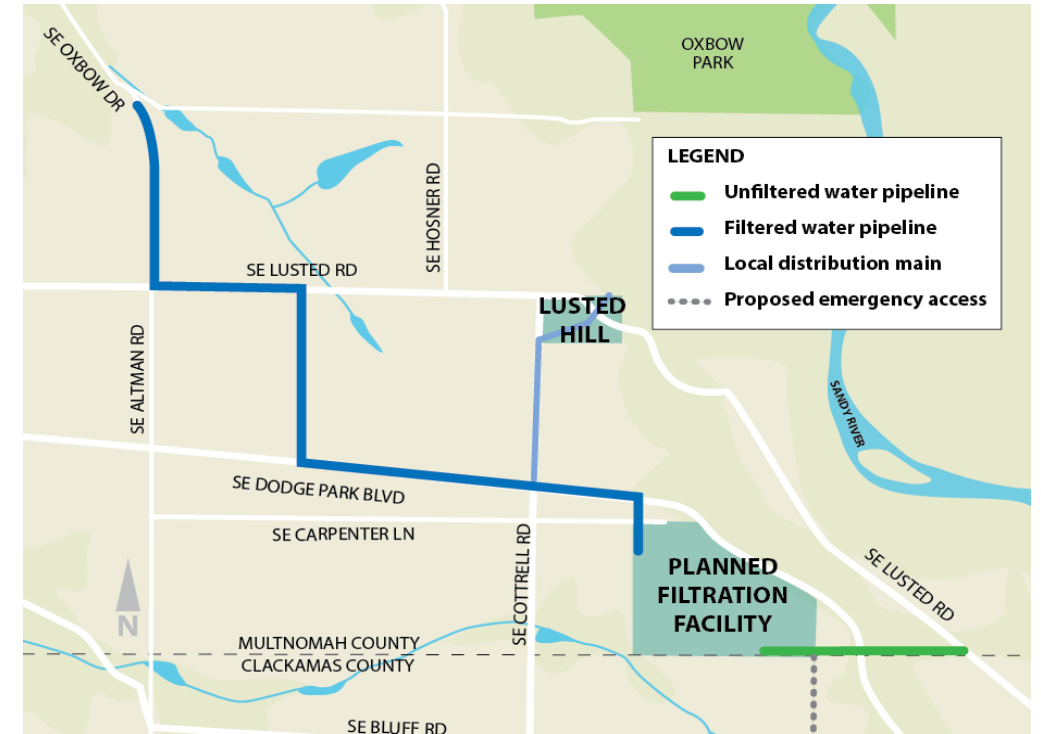 SE OXBOW DR
OXBOW
PARK
LEGEND
Unfiltered water pipeline
Filtered water pipeline
Local distribution main
Proposed emergency access
SE HOSNER RD
SE LUSTED RD
LUSTED
HILL
SE ALTMAN RD
SANDY RIVER
SE DODGE PARK BLVD
SE CARPENTER LN
SE COTTRELL RD
PLANNED
FILTRATION
FACILITY
SE LUSTED RD
N
MULTNOMAH COUNTY
CLACKAMAS COUNTY
SE BLUFF RD